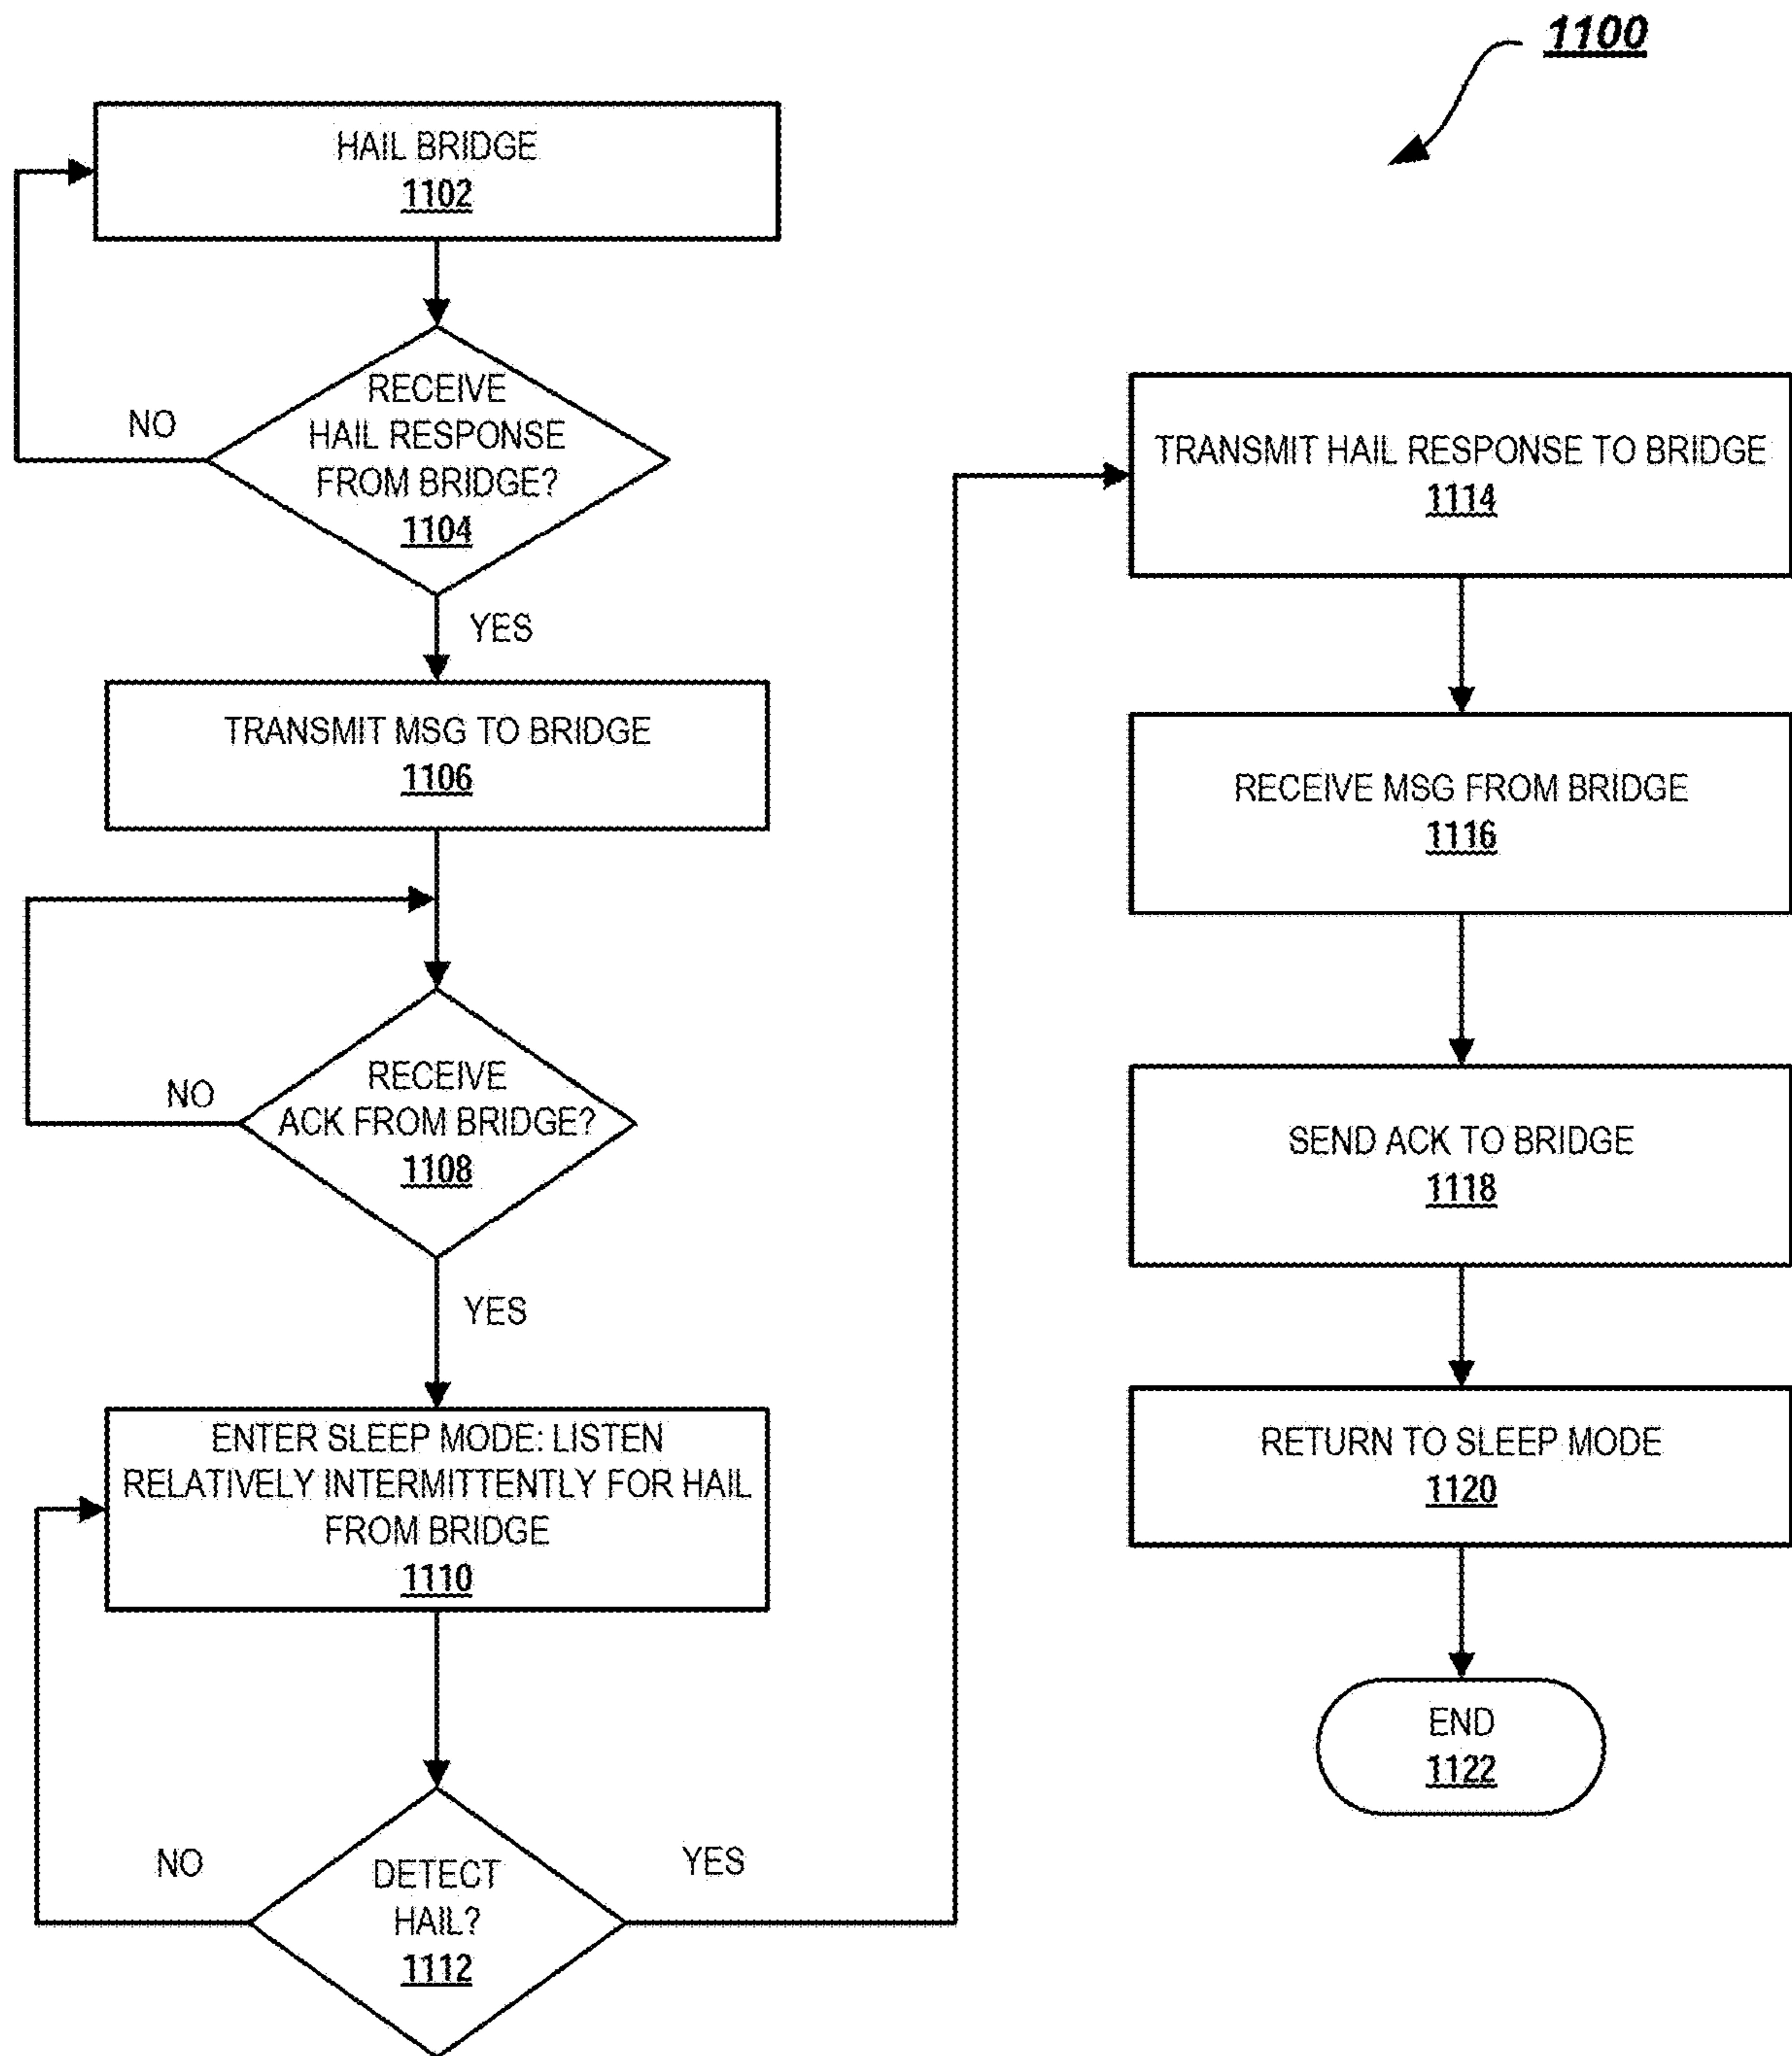 1100
HAIL BRIDGE
1102
RECEIVE
HAIL RESPONSE
FROM BRIDGE?
1104
NO
YES
TRANSMIT MSG TO BRIDGE
1106
RECEIVE
ACK FROM BRIDGE?
1108
NO
YES
ENTER SLEEP MODE: LISTEN
RELATIVELY INTERMITTENTLY FOR HAIL
FROM BRIDGE
1110
DETECT
HAIL?
1112
NO
YES
TRANSMIT HAIL RESPONSE TO BRIDGE
1114
RECEIVE MSG FROM BRIDGE
1116
SEND ACK TO BRIDGE
1118
RETURN TO SLEEP MODE
1120
END
1122